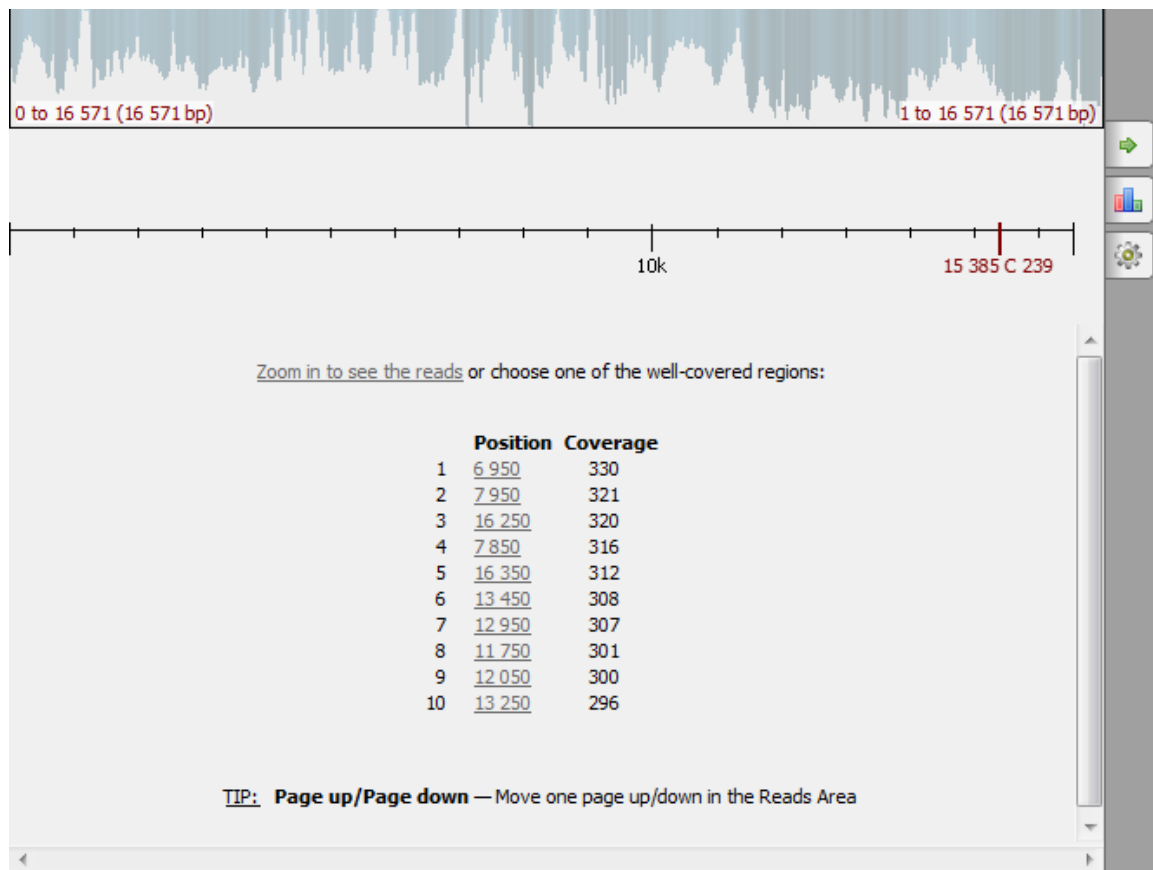 0 to 16 571 (16 571 bp) 1 to 16 571 (16 571 bp)
10k 15 385 C 239
Zoom in to see the reads or choose one of the well-covered regions:
Position Coverage
1 6 950 330
2 7 950 321
3 16 250 320
4 7 850 316
5 16 350 312
6 13 450 308
7 12 950 307
8 11 750 301
9 12 050 300
10 13 250 296
TIP: Page up/Page down — Move one page up/down in the Reads Area